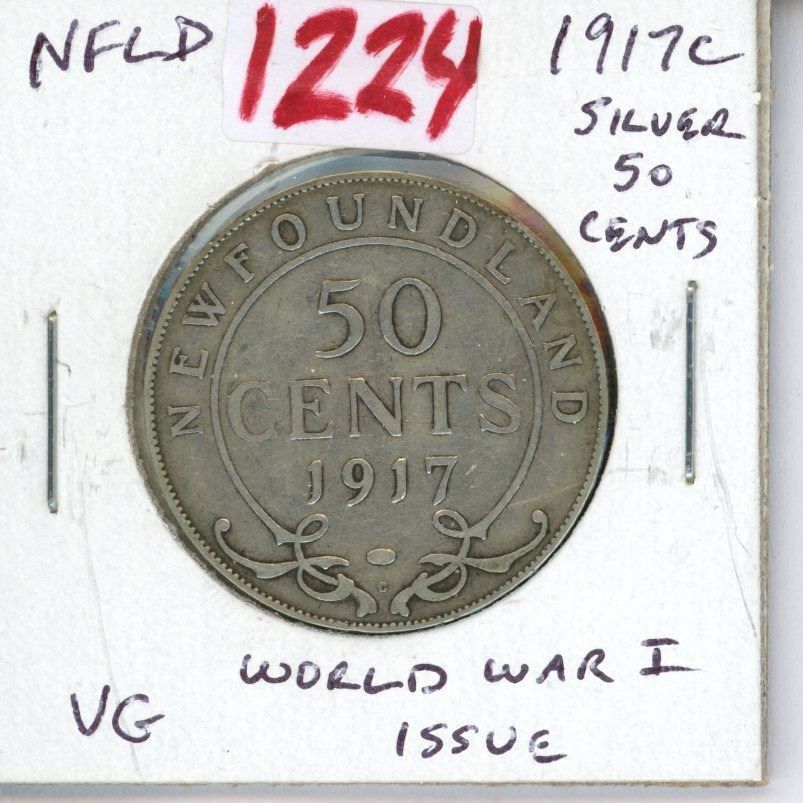 NFLD
1224
1917C
SILVER
50
CENTS
NEWFOUNDLAND
50
CENTS
1917
C
WORLD WAR I
ISSUE
VG